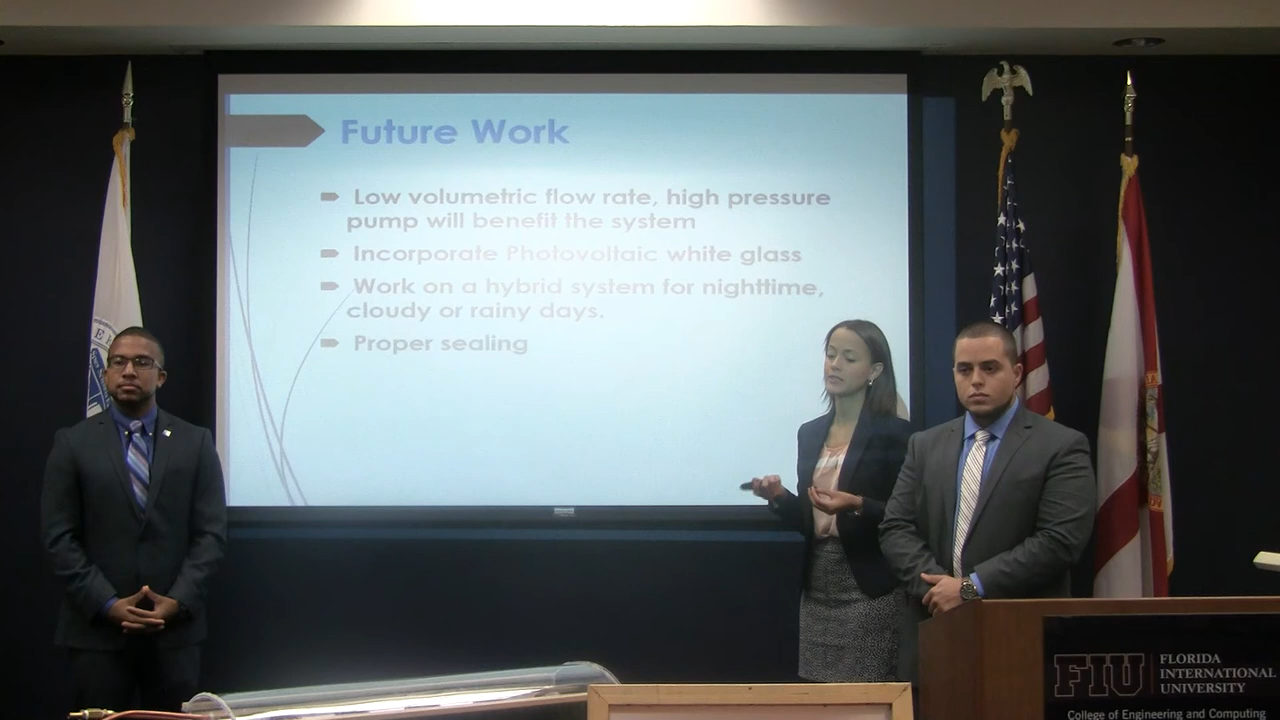 Future Work
Low volumetric flow rate, high pressure
pump will benefit the system
Incorporate Photovoltaic white glass
Work on a hybrid system for nighttime,
cloudy or rainy days.
Proper sealing
FIU
FLORIDA
INTERNATIONAL
UNIVERSITY
College of Engineering and Computing